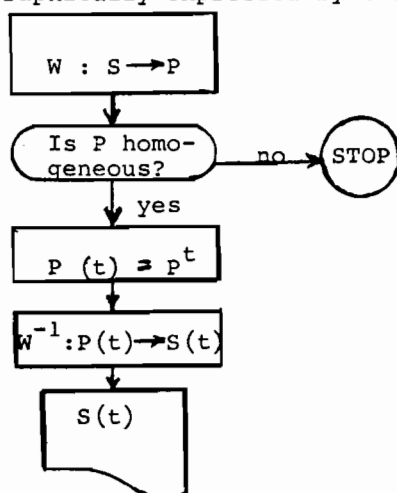 W : S → P
Is P homo-
geneous?
no
STOP
yes
P (t) = P^t
W^-1:P(t)→S(t)
S(t)